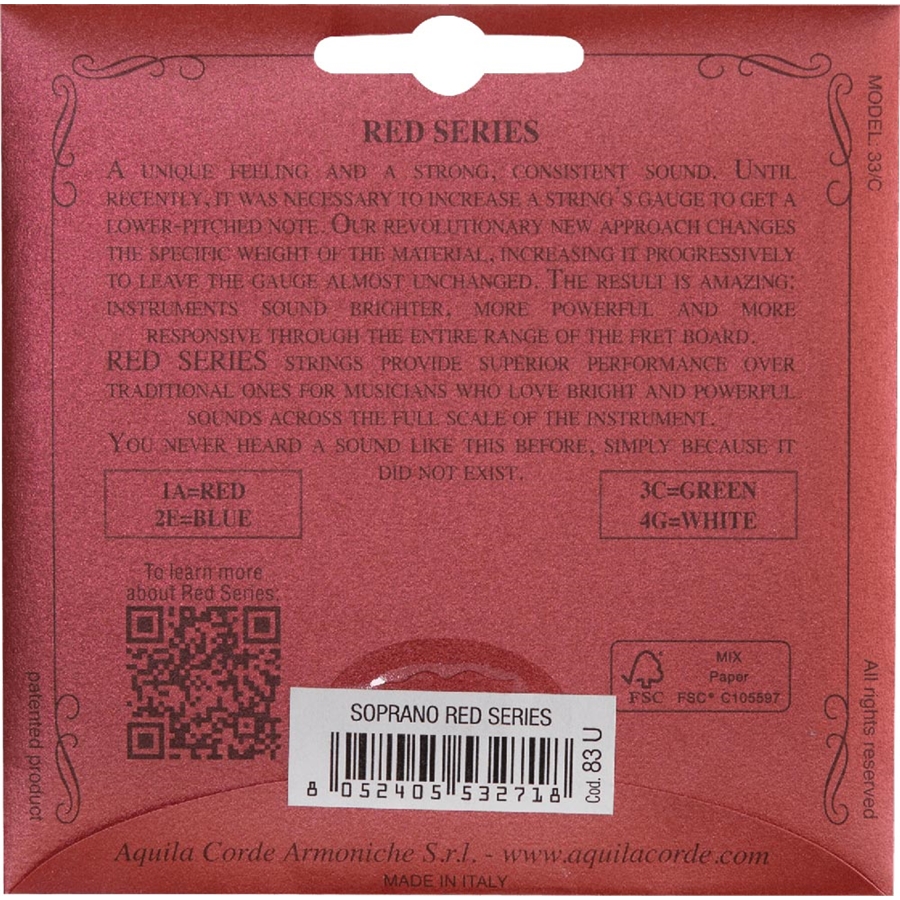 RED SERIES
A UNIQUE FEELING AND A STRONG, CONSISTENT SOUND. UNTIL
RECENTLY, IT WAS NECESSARY TO INCREASE A STRING'S GAUGE TO GET A
LOWER-PITCHED NOTE. OUR REVOLUTIONARY NEW APPROACH CHANGES
THE SPECIFIC WEIGHT OF THE MATERIAL, INCREASING IT PROGRESSIVELY
TO LEAVE THE GAUGE ALMOST UNCHANGED. THE RESULT IS AMAZING:
INSTRUMENTS SOUND BRIGHTER, MORE POWERFUL AND MORE
RESPONSIVE THROUGH THE ENTIRE RANGE OF THE FRET BOARD.
RED SERIES STRINGS PROVIDE SUPERIOR PERFORMANCE OVER
TRADITIONAL ONES FOR MUSICIANS WHO LOVE BRIGHT AND POWERFUL
SOUNDS ACROSS THE FULL SCALE OF THE INSTRUMENT.
YOU NEVER HEARD A SOUND LIKE THIS BEFORE, SIMPLY BECAUSE IT
DID NOT EXIST.
1A=RED
2E=BLUE
3C=GREEN
4G=WHITE
To learn more
about Red Series:
FSC
MIX
Paper
FSC® C105597
SOPRANO RED SERIES
8 052405 532718
Cod. 83 U
Aquila Corde Armoniche S.r.l. - www.aquilacorde.com
MADE IN ITALY
MODEL. 33/C
All rights reserved
patented product